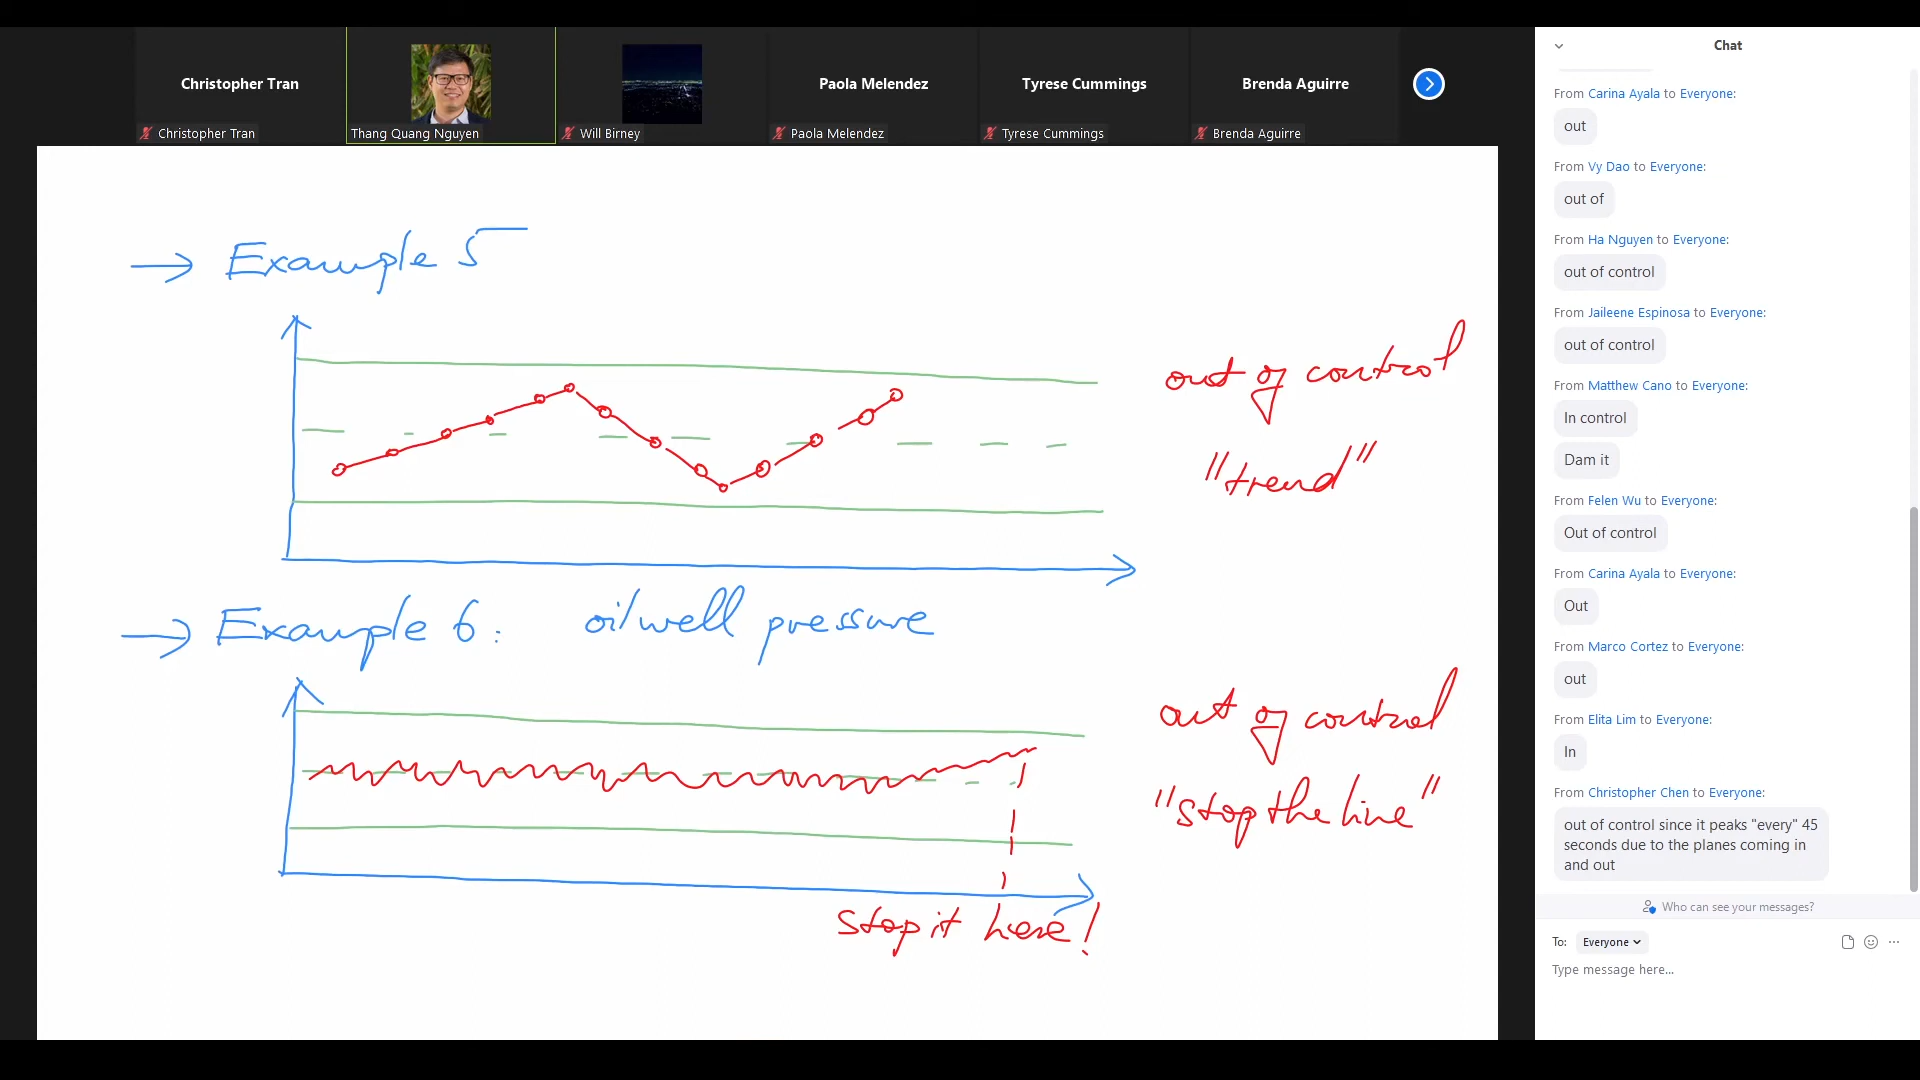 Christopher Tran
Paola Melendez
Tyrese Cummings
Brenda Aguirre
Christopher Tran
Thang Quang Nguyen
Will Birney
Paola Melendez
Tyrese Cummings
Brenda Aguirre
→ Example 5
out of control
"trend"
→ Example 6: oilwell pressure
out of control
"stop the line"
stop it here!
Chat
From Carina Ayala to Everyone:
out
From Vy Dao to Everyone:
out of
From Ha Nguyen to Everyone:
out of control
From Jaileene Espinosa to Everyone:
out of control
From Matthew Cano to Everyone:
In control
Dam it
From Felen Wu to Everyone:
Out of control
From Carina Ayala to Everyone:
Out
From Marco Cortez to Everyone:
out
From Elita Lim to Everyone:
In
From Christopher Chen to Everyone:
out of control since it peaks "every" 45
seconds due to the planes coming in
and out
Who can see your messages?
To: Everyone
Type message here...